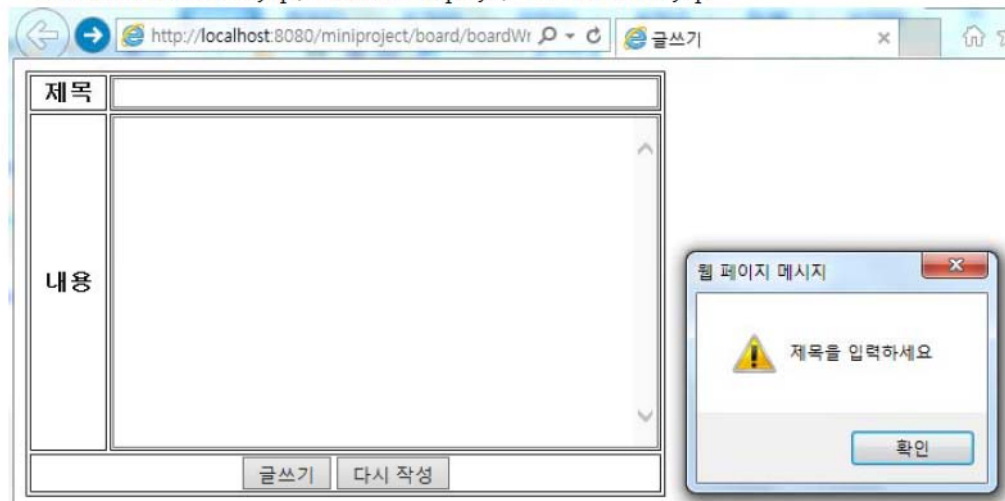 http://localhost:8080/miniproject/board/boardWr
글쓰기
제목
내용
글쓰기 다시 작성
웹 페이지 메시지
제목을 입력하세요
확인